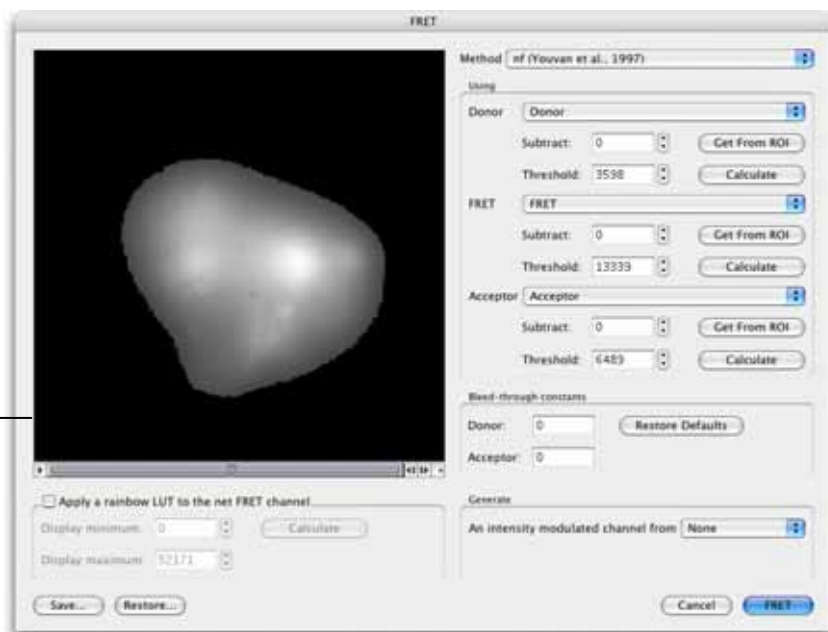 FRET
Method nf (Youvan et al., 1997)
Using
Donor Donor
Subtract: 0 Get From ROI
Threshold: 3598 Calculate
FRET FRET
Subtract: 0 Get From ROI
Threshold: 13339 Calculate
Acceptor Acceptor
Subtract: 0 Get From ROI
Threshold: 6489 Calculate
Bleed-through constants
Donor: 0 Restore Defaults
Acceptor: 0
Apply a rainbow LUT to the net FRET channel
Display minimum: 0 Calculate
Display maximum: 52171
Generate
An intensity modulated channel from None
Save... Restore...
Cancel FRET